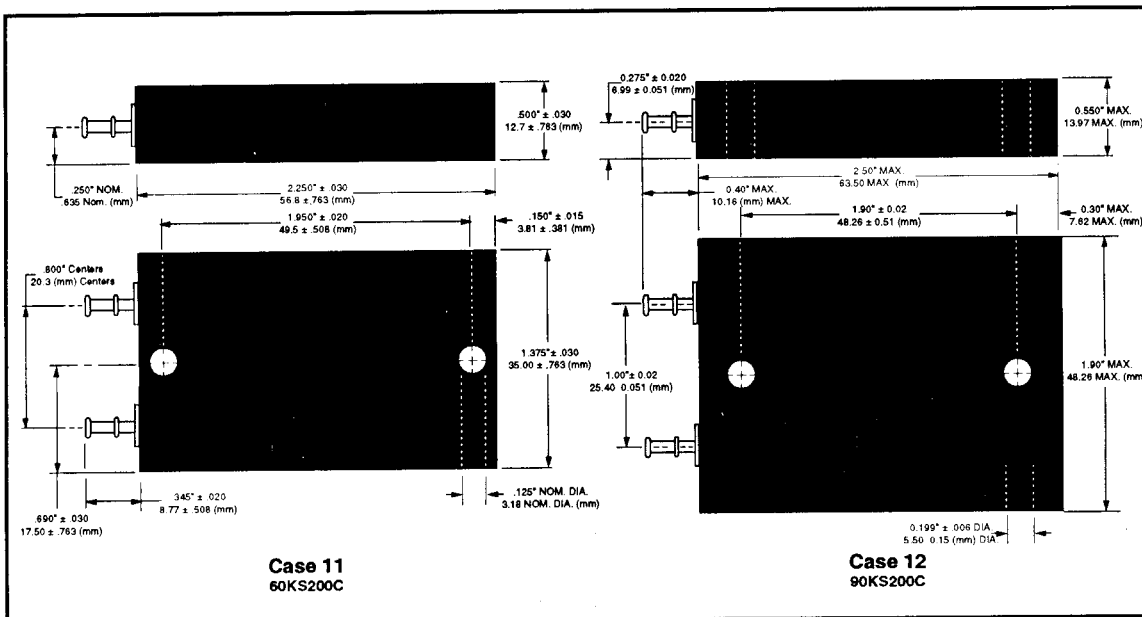 .500" ± .030
12.7 ± .763 (mm)
.250" NOM.
.635 Nom. (mm)
2.250" ± .030
56.8 ± .763 (mm)
1.950" ± .020
49.5 ± .508 (mm)
.150" ± .015
3.81 ± .381 (mm)
.800" Centers
20.3 (mm) Centers
1.375" ± .030
35.00 ± .763 (mm)
.690" ± .030
17.50 ± .763 (mm)
.345" ± .020
8.77 ± .508 (mm)
.125" NOM. DIA.
3.18 NOM. DIA. (mm)
Case 11
60KS200C
0.275" ± 0.020
6.99 ± 0.051 (mm)
0.550" MAX.
13.97 MAX. (mm)
2.50" MAX.
63.50 MAX. (mm)
0.40" MAX.
10.16 (mm) MAX.
1.90" ± 0.02
48.26 ± 0.51 (mm)
0.30" MAX.
7.62 MAX. (mm)
1.00" ± 0.02
25.40 0.051 (mm)
1.90" MAX.
48.26 MAX. (mm)
0.199" ± .006 DIA.
5.50 0.15 (mm) DIA.
Case 12
90KS200C